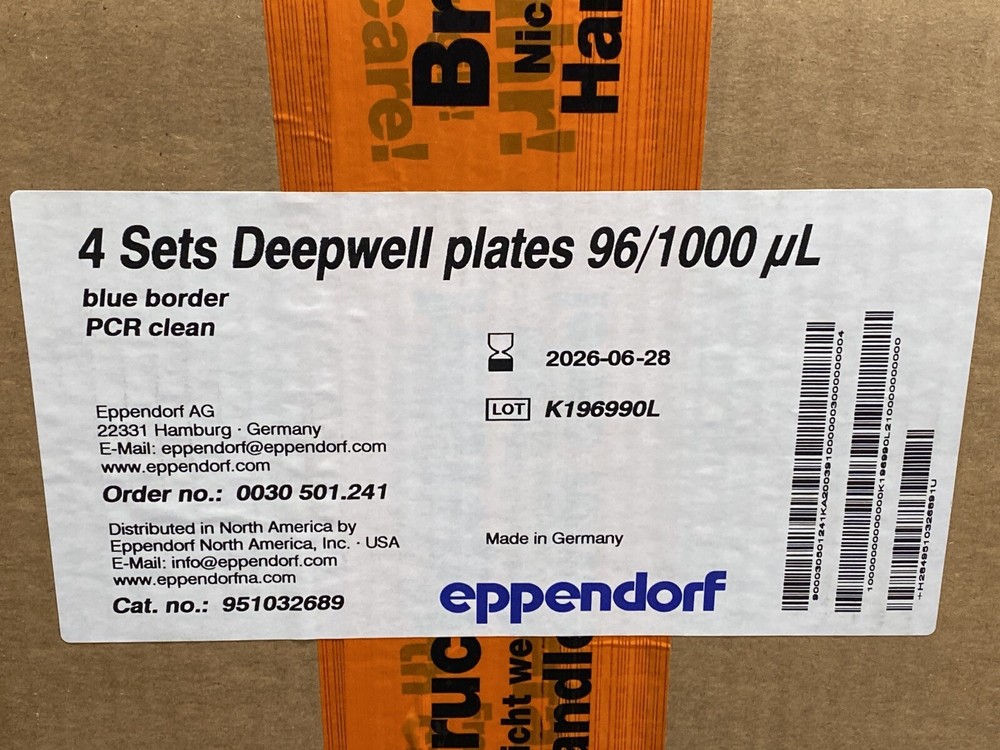 care!
Nic
4 Sets Deepwell plates 96/1000 µL
blue border
PCR clean
2026-06-28
LOT K196990L
Eppendorf AG
22331 Hamburg · Germany
E-Mail: eppendorf@eppendorf.com
www.eppendorf.com
Order no.: 0030 501.241
Distributed in North America by
Eppendorf North America, Inc. · USA
E-Mail: info@eppendorf.com
www.eppendorfna.com
Cat. no.: 951032689
Made in Germany
eppendorf